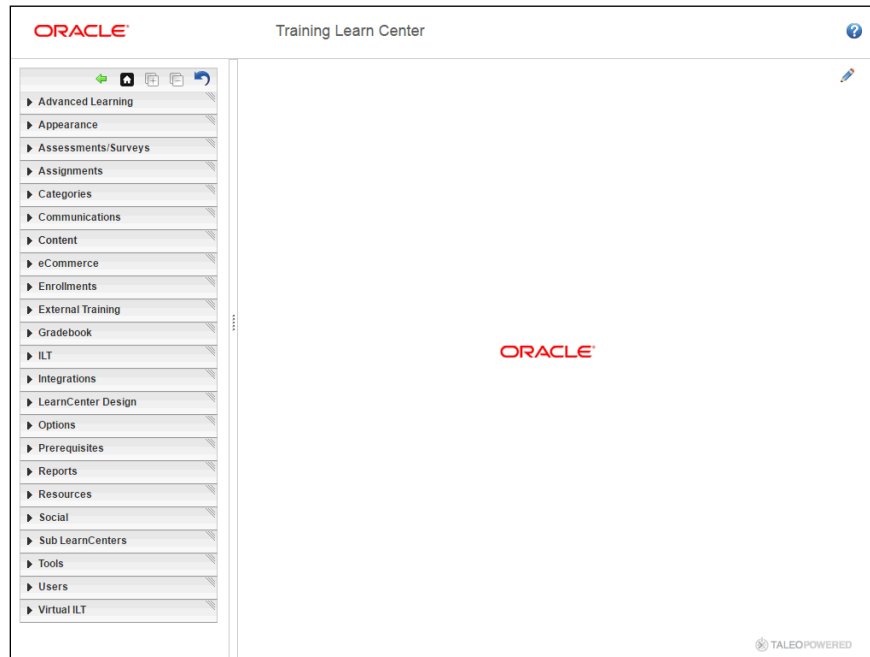 ORACLE®
Training Learn Center
?
Advanced Learning
Appearance
Assessments/Surveys
Assignments
Categories
Communications
Content
eCommerce
Enrollments
External Training
Gradebook
ILT
Integrations
LearnCenter Design
Options
Prerequisites
Reports
Resources
Social
Sub LearnCenters
Tools
Users
Virtual ILT
ORACLE®
TALEOPOWERED